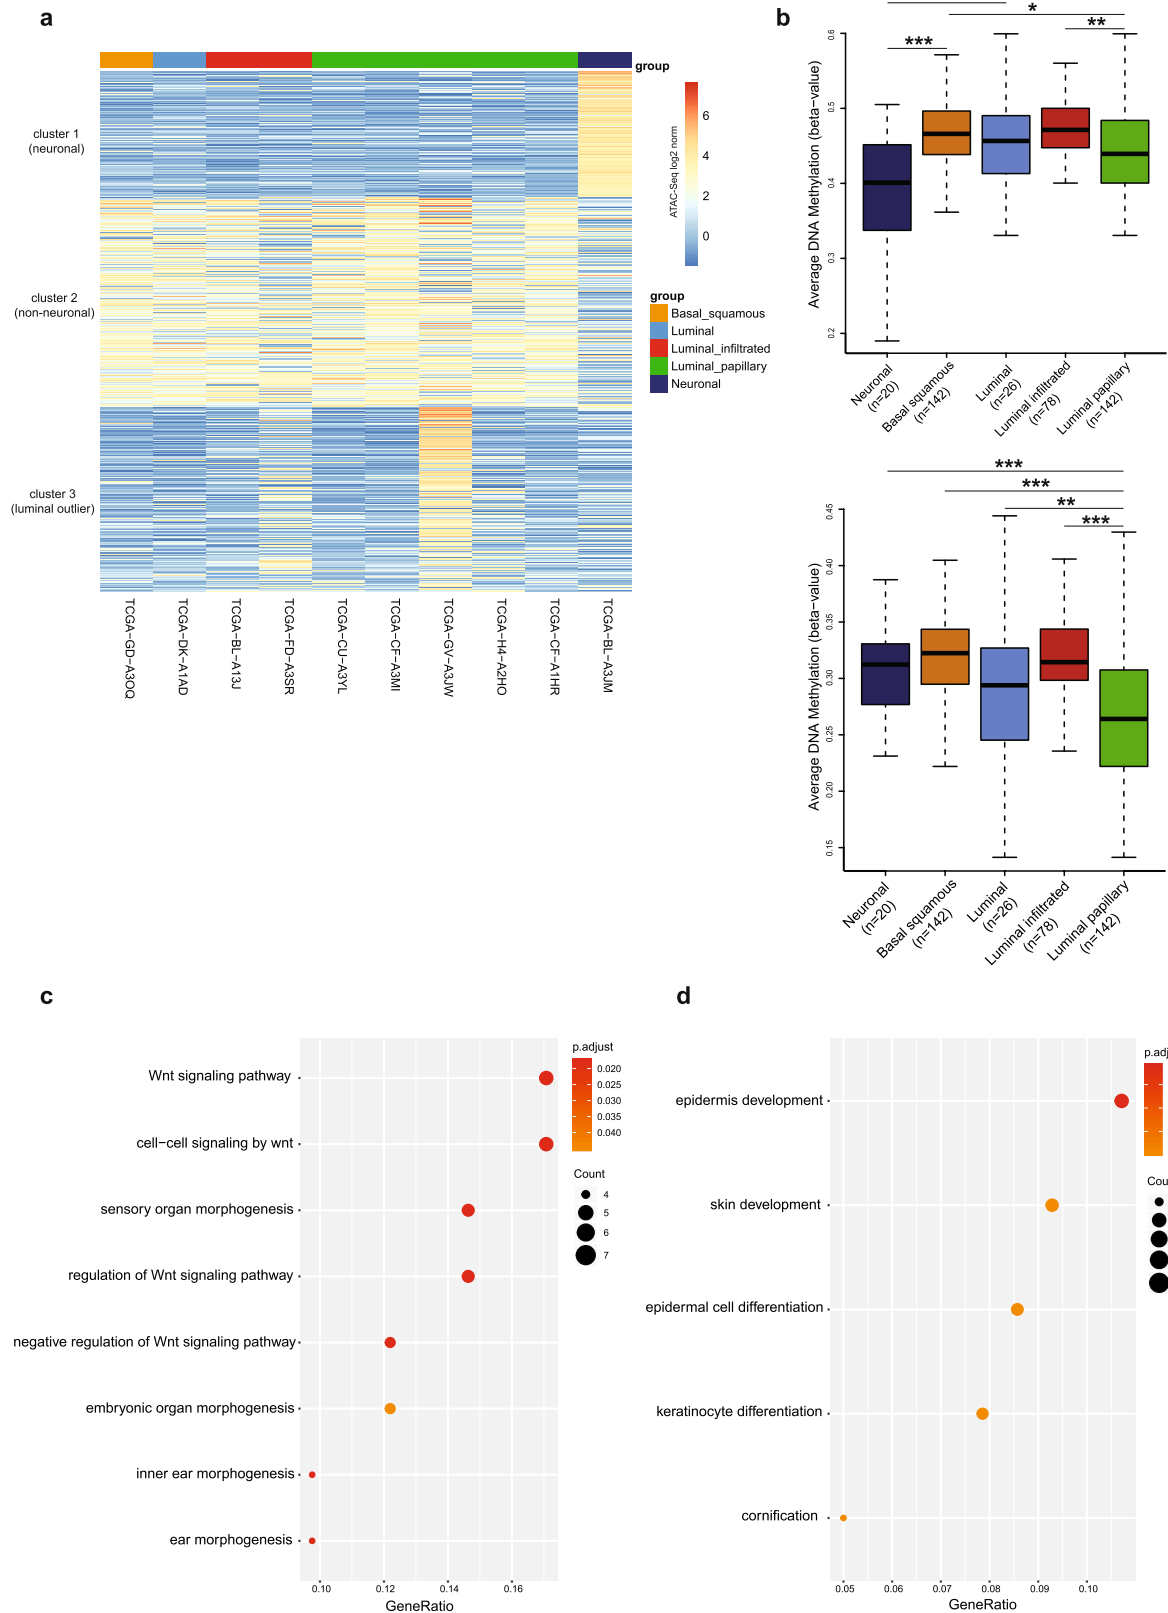 a
group
cluster 1
(neuronal)
cluster 2
(non-neuronal)
cluster 3
(luminal outlier)
ATAC-Seq log2 norm
6
4
2
0
group
Basal_squamous
Luminal
Luminal_infiltrated
Luminal_papillary
Neuronal
TCGA-GD-A3OQ
TCGA-DK-A1AD
TCGA-BL-A13J
TCGA-FD-A3SR
TCGA-CU-A3YL
TCGA-CF-A3MI
TCGA-GV-A3JW
TCGA-H4-A2HO
TCGA-CF-A1HR
TCGA-BL-A3JM
b
*
**
***
Average DNA Methylation (beta-value)
0.6
0.5
0.4
0.3
0.2
Neuronal
(n=20)
Basal squamous
(n=142)
Luminal
(n=26)
Luminal infiltrated
(n=78)
Luminal papillary
(n=142)
***
***
**
***
Average DNA Methylation (beta-value)
0.45
0.40
0.35
0.30
0.25
0.20
0.15
Neuronal
(n=20)
Basal squamous
(n=142)
Luminal
(n=26)
Luminal infiltrated
(n=78)
Luminal papillary
(n=142)
c
Wnt signaling pathway
cell-cell signaling by wnt
sensory organ morphogenesis
regulation of Wnt signaling pathway
negative regulation of Wnt signaling pathway
embryonic organ morphogenesis
inner ear morphogenesis
ear morphogenesis
0.10 0.12 0.14 0.16
GeneRatio
p.adjust
0.020
0.025
0.030
0.035
0.040
Count
4
5
6
7
d
epidermis development
skin development
epidermal cell differentiation
keratinocyte differentiation
cornification
0.05 0.06 0.07 0.08 0.09 0.10
GeneRatio
p.adj
Cou